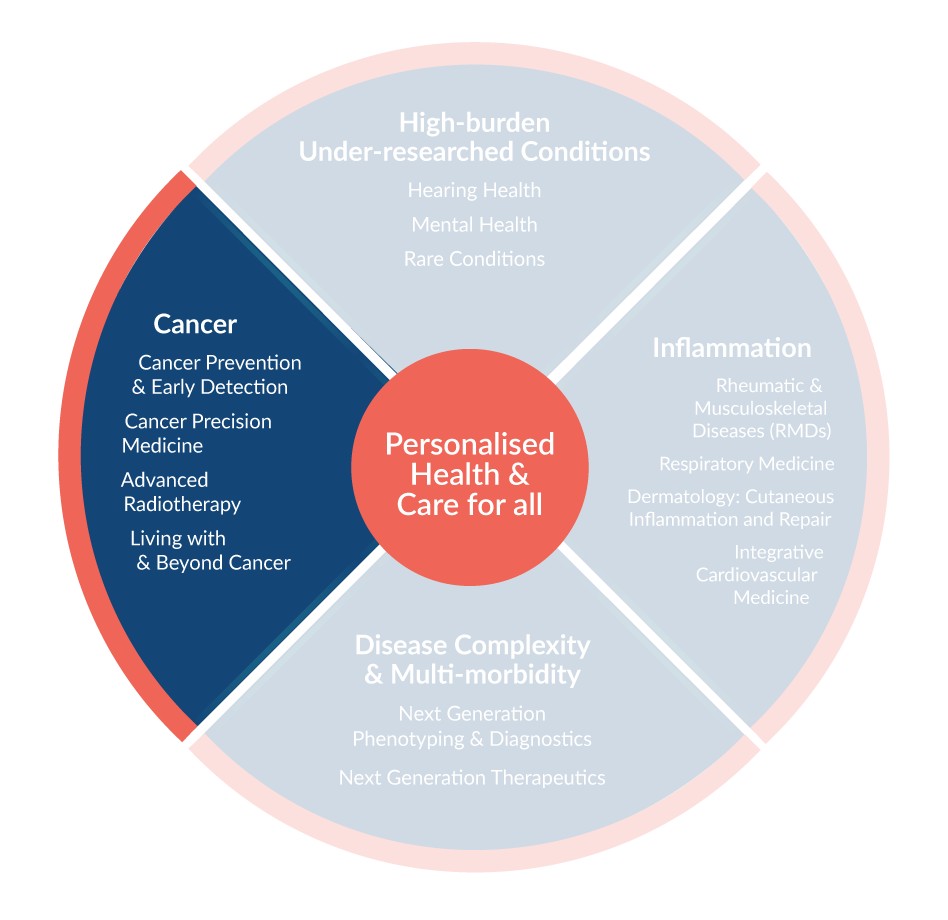 High-burden
Under-researched Conditions
Hearing Health
Mental Health
Rare Conditions
Cancer
Cancer Prevention
& Early Detection
Cancer Precision
Medicine
Advanced
Radiotherapy
Living with
& Beyond Cancer
Personalised
Health &
Care for all
Inflammation
Rheumatic &
Musculoskeletal
Diseases (RMDs)
Respiratory Medicine
Dermatology: Cutaneous
Inflammation and Repair
Integrative
Cardiovascular
Medicine
Disease Complexity
& Multi-morbidity
Next Generation
Phenotyping & Diagnostics
Next Generation Therapeutics